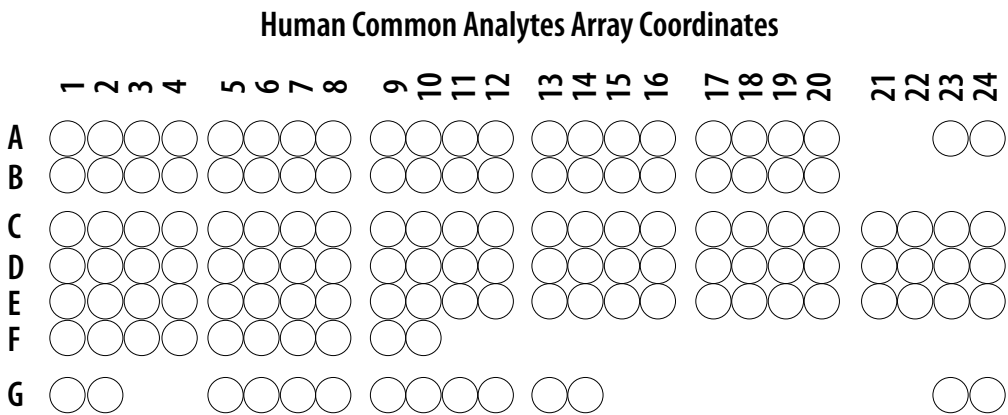 Human Common Analytes Array Coordinates
1 2 3 4 5 6 7 8 9 10 11 12 13 14 15 16 17 18 19 20 21 22 23 24
A
B
C
D
E
F
G